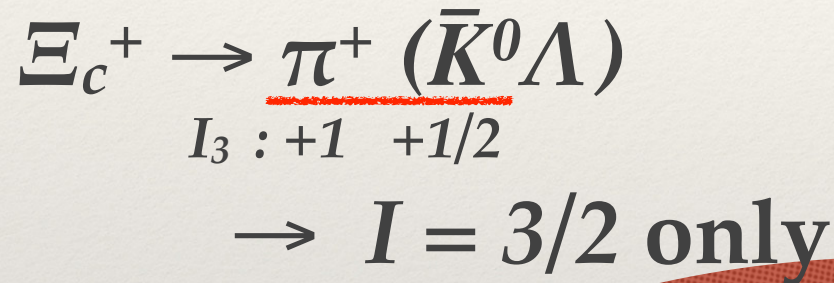 Ξc⁺ → π⁺ (K̄⁰Λ)
I₃ : +1 +1/2
→ I = 3/2 only